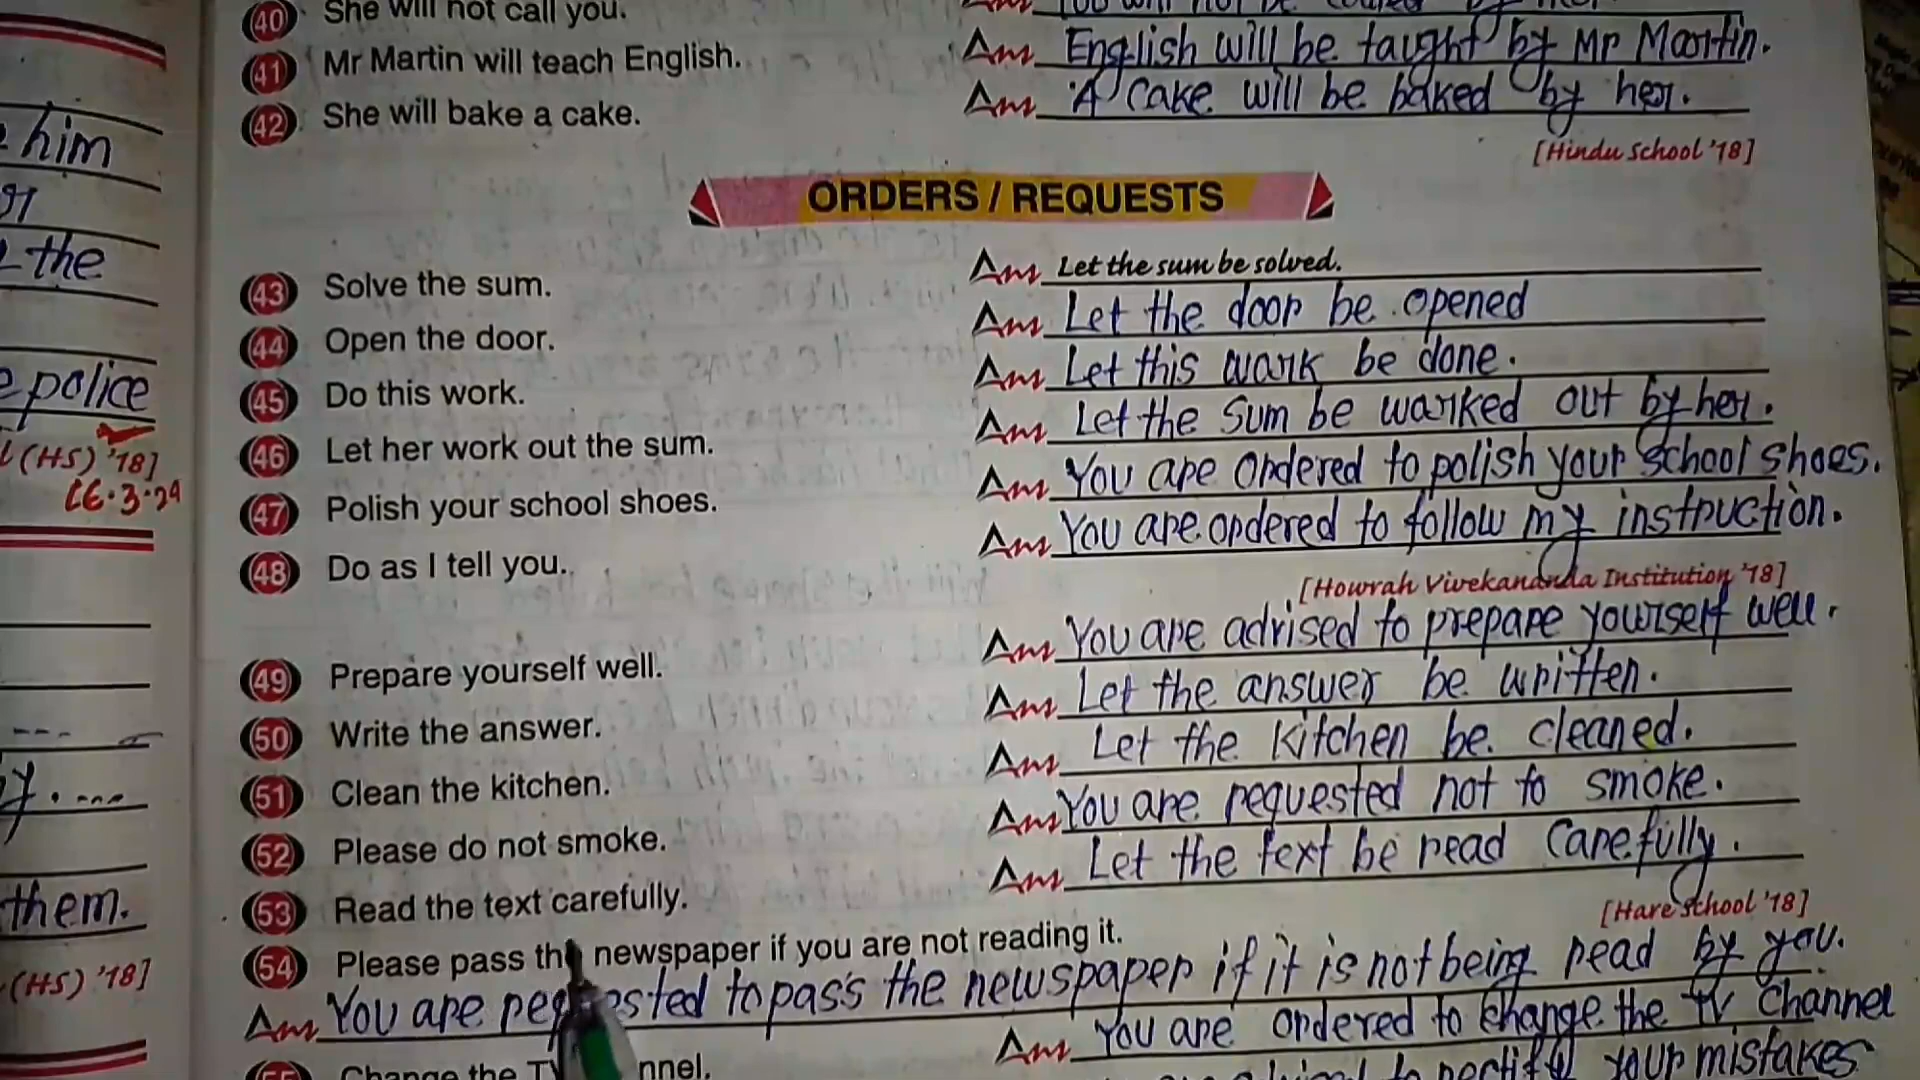 40 She will not call you.
41 Mr Martin will teach English. Ans English will be taught by Mr Martin.
42 She will bake a cake. Ans A cake will be baked by her.
[Hindu School '18]
ORDERS / REQUESTS
43 Solve the sum. Ans Let the sum be solved.
44 Open the door. Ans Let the door be opened
45 Do this work. Ans Let this work be done.
46 Let her work out the sum. Ans Let the Sum be worked out by her.
47 Polish your school shoes. Ans You are ordered to polish your school shoes.
48 Do as I tell you. Ans You are ordered to follow my instruction.
[Howrah Vivekananda Institution '18]
49 Prepare yourself well. Ans You are advised to prepare yourself well.
50 Write the answer. Ans Let the answer be written.
51 Clean the kitchen. Ans Let the kitchen be cleaned.
52 Please do not smoke. Ans You are requested not to smoke.
53 Read the text carefully. Ans Let the text be read carefully.
[Hare School '18]
54 Please pass the newspaper if you are not reading it.
Ans You are requested to pass the newspaper if it is not being read by you.
55 Change the TV channel. Ans You are ordered to change the TV channel
to rectify your mistakes
him
the
police
(HS) '18]
them.
(HS) '18]